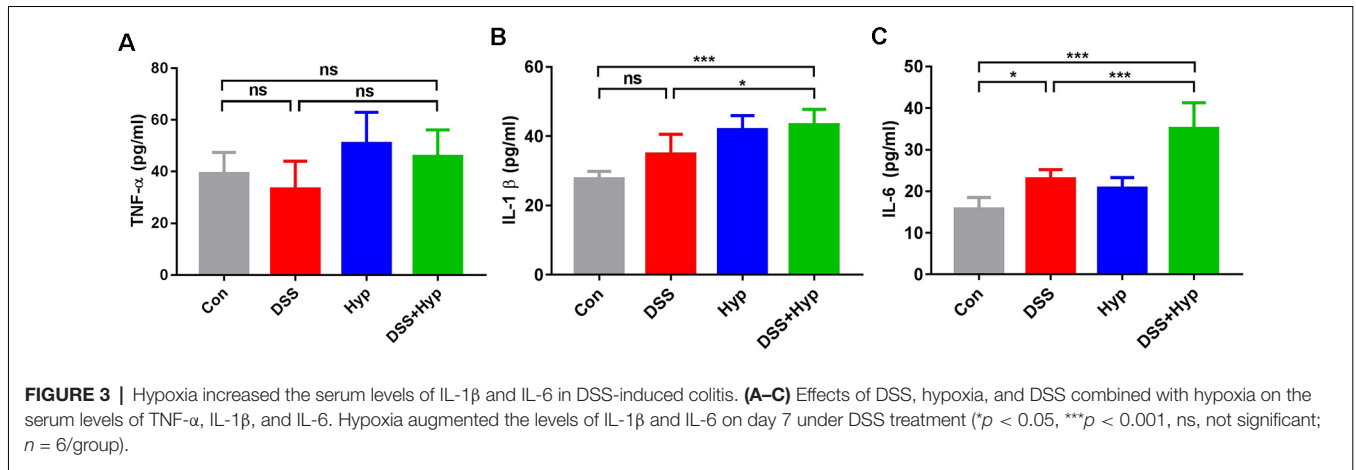 A
TNF-α (pg/ml)
80
60
40
20
0
ns
ns
ns
Con
DSS
Hyp
DSS+Hyp
B
IL-1 β (pg/ml)
60
40
20
0
***
ns
*
Con
DSS
Hyp
DSS+Hyp
C
IL-6 (pg/ml)
50
40
30
20
10
0
***
*
***
Con
DSS
Hyp
DSS+Hyp
FIGURE 3 | Hypoxia increased the serum levels of IL-1β and IL-6 in DSS-induced colitis. (A–C) Effects of DSS, hypoxia, and DSS combined with hypoxia on the
serum levels of TNF-α, IL-1β, and IL-6. Hypoxia augmented the levels of IL-1β and IL-6 on day 7 under DSS treatment (*p < 0.05, ***p < 0.001, ns, not significant;
n = 6/group).